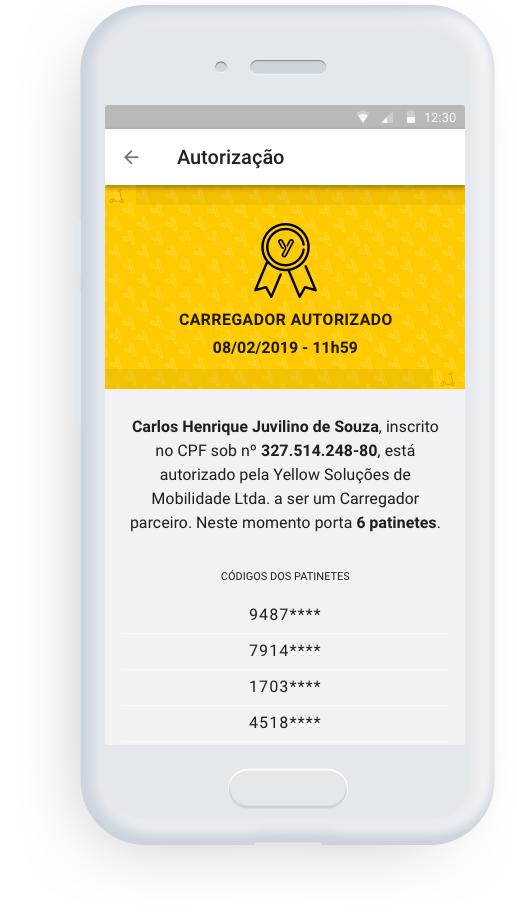 12:30
Autorização
CARREGADOR AUTORIZADO
08/02/2019 - 11h59
Carlos Henrique Juvilino de Souza, inscrito
no CPF sob nº 327.514.248-80, está
autorizado pela Yellow Soluções de
Mobilidade Ltda. a ser um Carregador
parceiro. Neste momento porta 6 patinetes.
CÓDIGOS DOS PATINETES
9487****
7914****
1703****
4518****